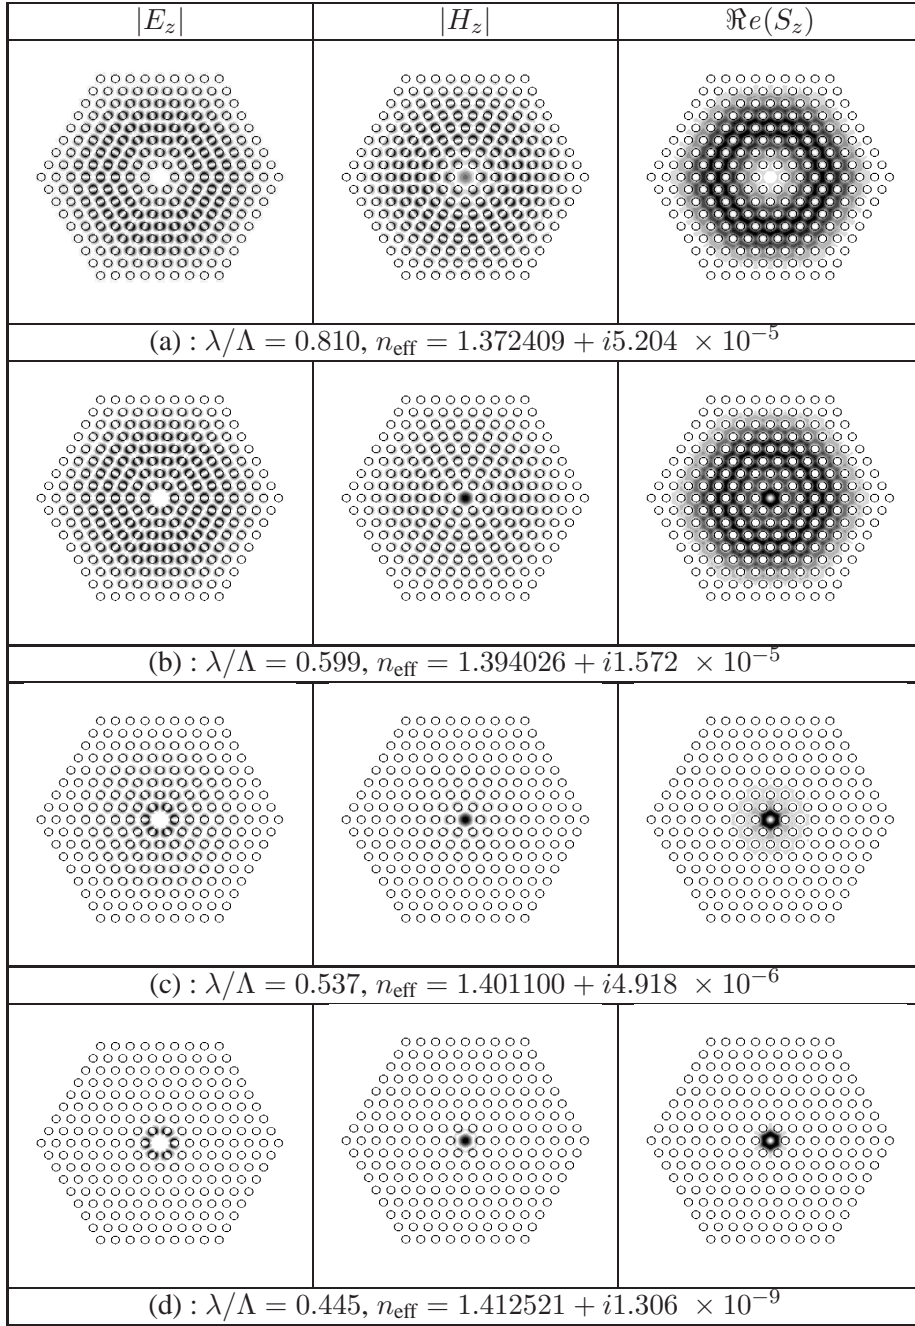 |E_z| |H_z| ℜe(S_z)
(a) : λ/Λ = 0.810, n_eff = 1.372409 + i5.204 × 10^−5
(b) : λ/Λ = 0.599, n_eff = 1.394026 + i1.572 × 10^−5
(c) : λ/Λ = 0.537, n_eff = 1.401100 + i4.918 × 10^−6
(d) : λ/Λ = 0.445, n_eff = 1.412521 + i1.306 × 10^−9